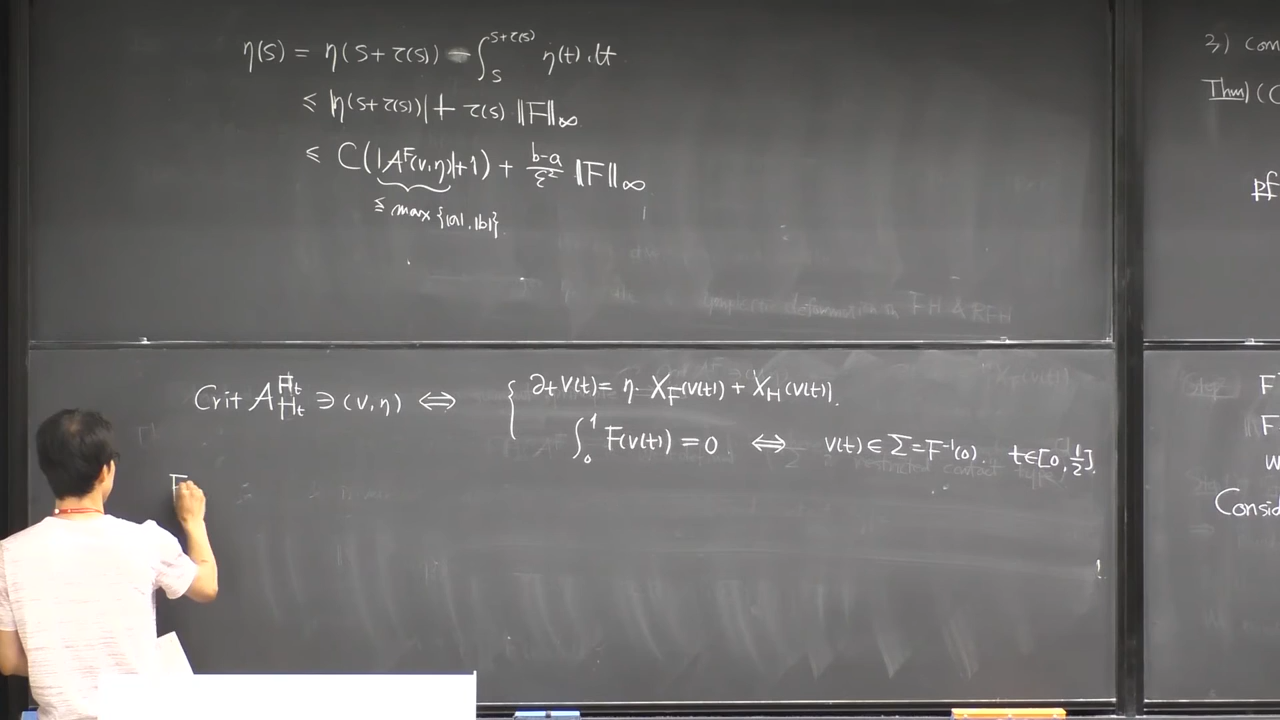 η(s) = η(s+τ(s)) − ∫_s^{s+τ(s)} η̇(t).dt
≤ |η(s+τ(s))| + τ(s) ‖F‖_∞
≤ C(|A^F(v,η)|+1) + (b-a)/ε² ‖F‖_∞
≤ max {|a|,|b|}
Crit A^{F_t}_{H_t} ∋ (v,η) ⟺ { ∂_t v(t) = η· X_F(v(t)) + X_H(v(t)).
∫_0^1 F(v(t)) = 0 ⟺ v(t) ∈ Σ = F^{-1}(0). t∈[0,1/2].
F
3) com
Thm) (C
pf
F
F
w
Consid